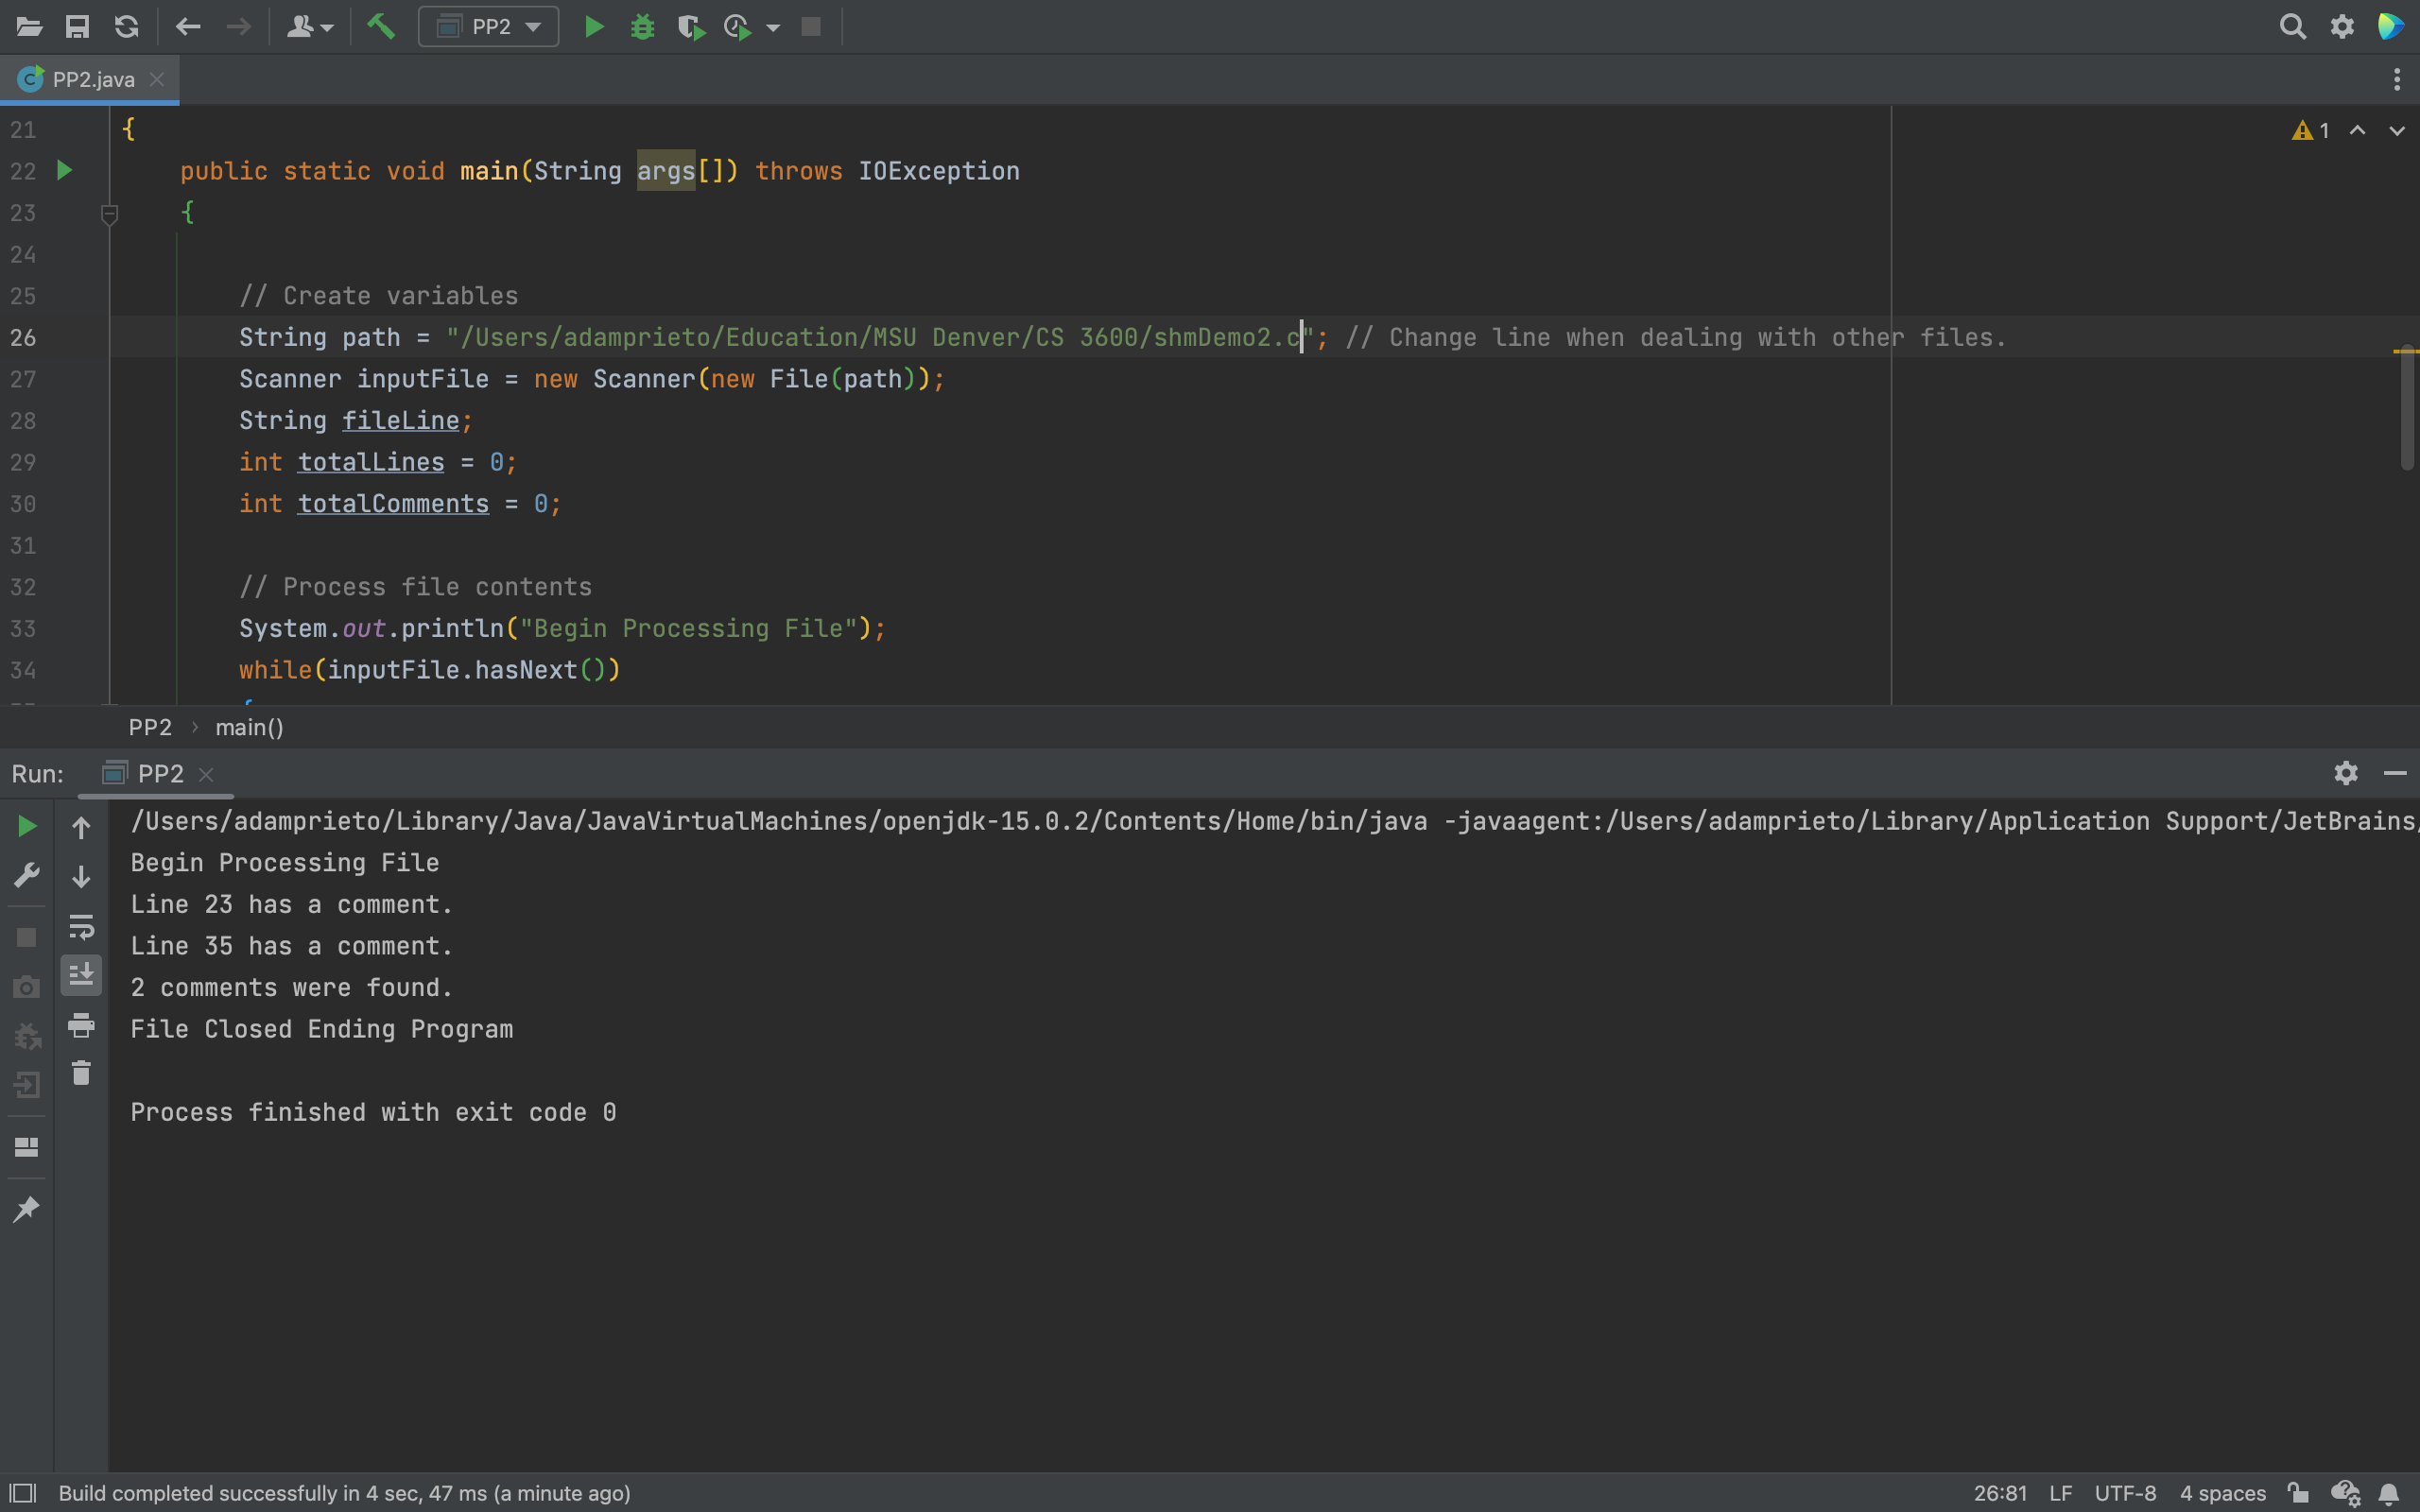 PP2
PP2.java
21 {
22 public static void main(String args[]) throws IOException
23 {
24
25 // Create variables
26 String path = "/Users/adamprieto/Education/MSU Denver/CS 3600/shmDemo2.c"; // Change line when dealing with other files.
27 Scanner inputFile = new Scanner(new File(path));
28 String fileLine;
29 int totalLines = 0;
30 int totalComments = 0;
31
32 // Process file contents
33 System.out.println("Begin Processing File");
34 while(inputFile.hasNext())
1
PP2 › main()
Run: PP2
/Users/adamprieto/Library/Java/JavaVirtualMachines/openjdk-15.0.2/Contents/Home/bin/java -javaagent:/Users/adamprieto/Library/Application Support/JetBrains/
Begin Processing File
Line 23 has a comment.
Line 35 has a comment.
2 comments were found.
File Closed Ending Program
Process finished with exit code 0
Build completed successfully in 4 sec, 47 ms (a minute ago)
26:81 LF UTF-8 4 spaces